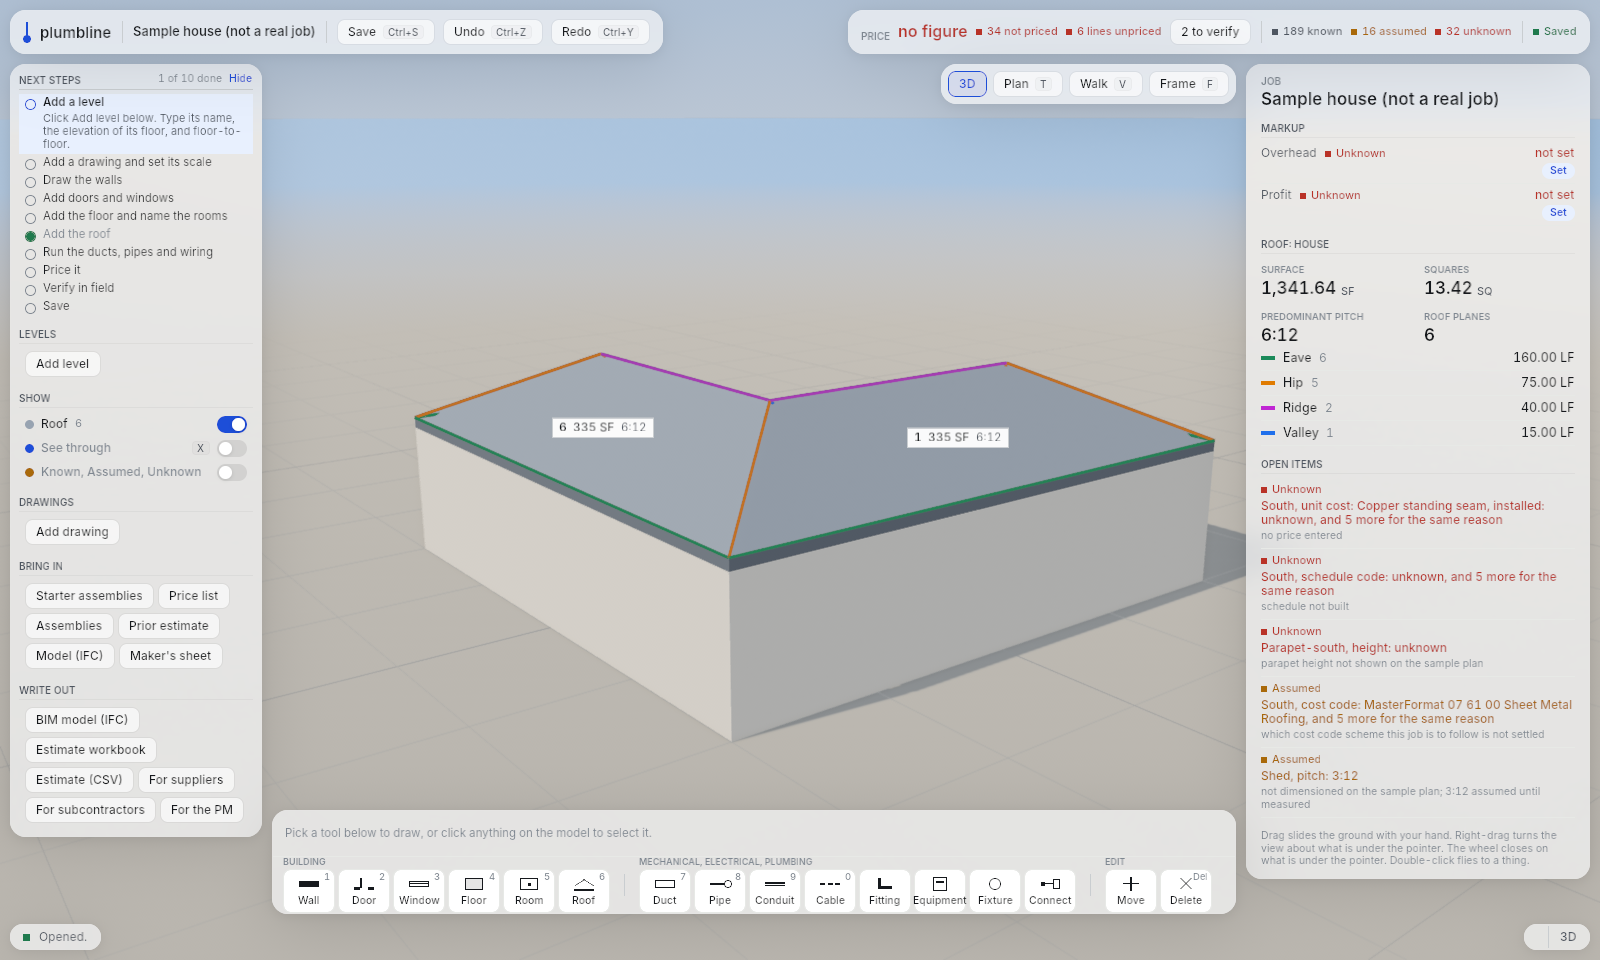 plumbline
Sample house (not a real job)
Save Ctrl+S
Undo Ctrl+Z
Redo Ctrl+Y
PRICE no figure
34 not priced
6 lines unpriced
2 to verify
189 known
16 assumed
32 unknown
Saved
NEXT STEPS
1 of 10 done Hide
Add a level
Click Add level below. Type its name,
the elevation of its floor, and floor-to-
floor.
Add a drawing and set its scale
Draw the walls
Add doors and windows
Add the floor and name the rooms
Add the roof
Run the ducts, pipes and wiring
Price it
Verify in field
Save
LEVELS
Add level
SHOW
Roof 6
See through X
Known, Assumed, Unknown
DRAWINGS
Add drawing
BRING IN
Starter assemblies Price list
Assemblies Prior estimate
Model (IFC) Maker's sheet
WRITE OUT
BIM model (IFC)
Estimate workbook
Estimate (CSV) For suppliers
For subcontractors For the PM
Opened.
3D
Plan T
Walk V
Frame F
6 335 SF 6:12
1 335 SF 6:12
Pick a tool below to draw, or click anything on the model to select it.
BUILDING
Wall 1
Door 2
Window 3
Floor 4
Room 5
Roof 6
MECHANICAL, ELECTRICAL, PLUMBING
Duct 7
Pipe 8
Conduit 9
Cable 0
Fitting
Equipment
Fixture
Connect
EDIT
Move
Delete Del
JOB
Sample house (not a real job)
MARKUP
Overhead Unknown not set
Set
Profit Unknown not set
Set
ROOF: HOUSE
SURFACE SQUARES
1,341.64 SF 13.42 SQ
PREDOMINANT PITCH ROOF PLANES
6:12 6
Eave 6 160.00 LF
Hip 5 75.00 LF
Ridge 2 40.00 LF
Valley 1 15.00 LF
OPEN ITEMS
Unknown
South, unit cost: Copper standing seam, installed:
unknown, and 5 more for the same reason
no price entered
Unknown
South, schedule code: unknown, and 5 more for the
same reason
schedule not built
Unknown
Parapet-south, height: unknown
parapet height not shown on the sample plan
Assumed
South, cost code: MasterFormat 07 61 00 Sheet Metal
Roofing, and 5 more for the same reason
which cost code scheme this job is to follow is not settled
Assumed
Shed, pitch: 3:12
not dimensioned on the sample plan; 3:12 assumed until
measured
Drag slides the ground with your hand. Right-drag turns the
view about what is under the pointer. The wheel closes on
what is under the pointer. Double-click flies to a thing.
3D